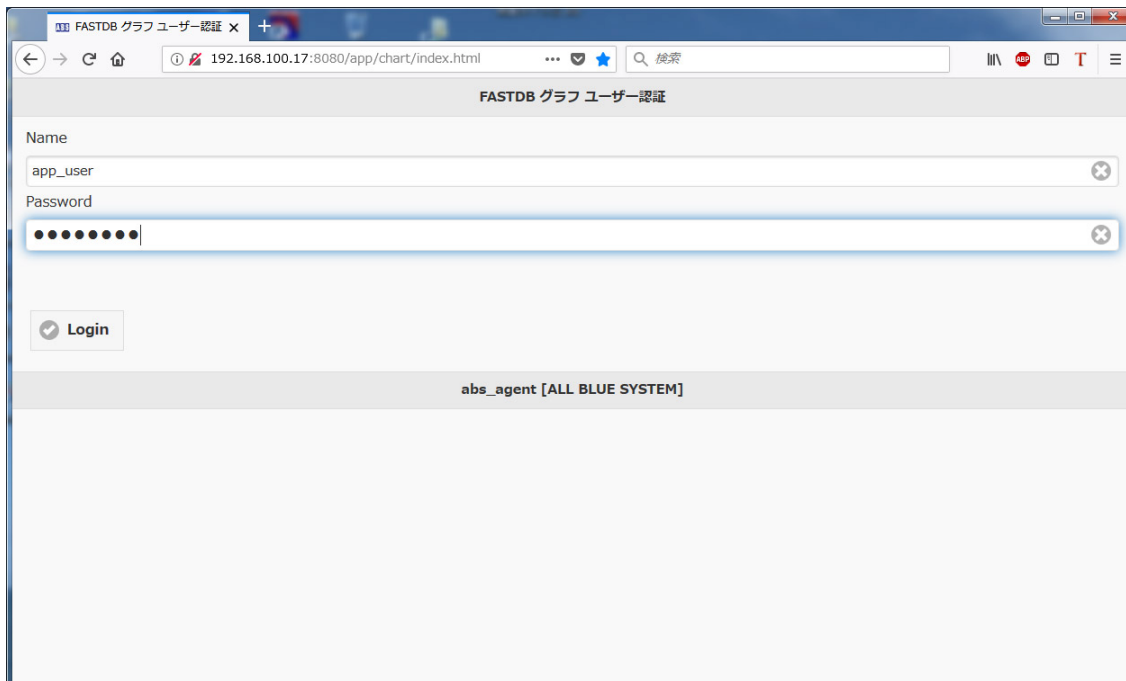 FASTDB グラフ ユーザー認証
192.168.100.17:8080/app/chart/index.html
検索
ABP
T
FASTDB グラフ ユーザー認証
Name
app_user
Password
Login
abs_agent [ALL BLUE SYSTEM]